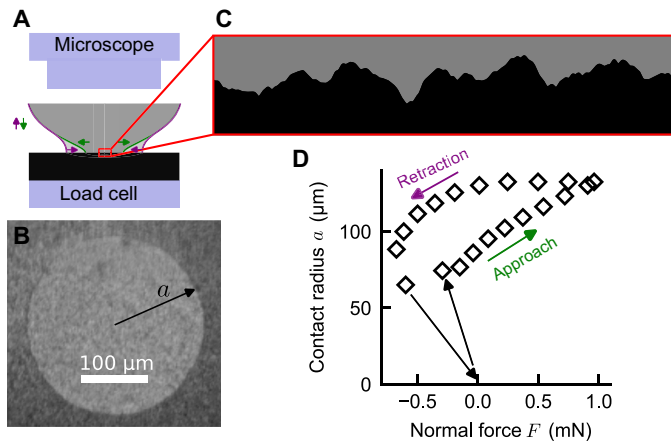 A
Microscope
Load cell
B
a
100 µm
C
D
Retraction
Approach
Contact radius a (µm)
100
50
0
−0.5
0.0
0.5
1.0
Normal force F (mN)